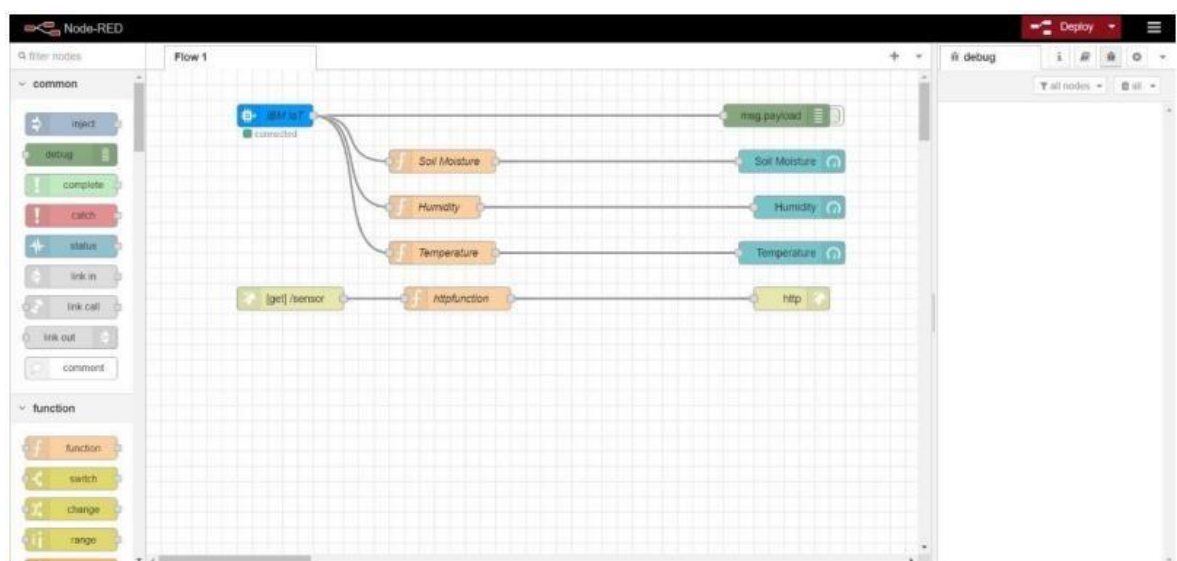 Node-RED
Deploy
filter nodes
Flow 1
debug
i
all nodes
all
common
inject
debug
complete
catch
status
link in
link call
link out
comment
function
function
switch
change
range
IBM IoT
connected
msg.payload
Soil Moisture
Soil Moisture
Humidity
Humidity
Temperature
Temperature
[get] /sensor
httpfunction
http